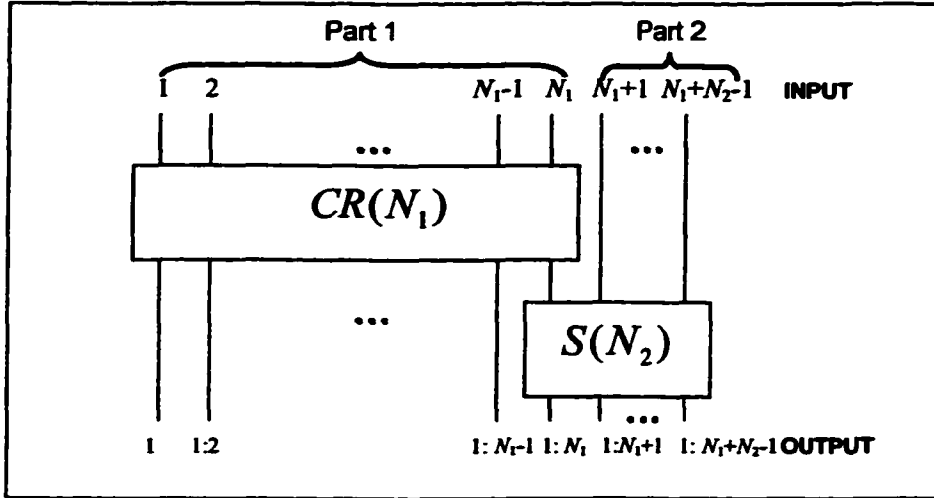 Part 1 Part 2
1 2 N₁-1 N₁ N₁+1 N₁+N₂-1 INPUT
... ...
CR(N₁)
...
S(N₂)
...
1 1:2 1: N₁-1 1: N₁ 1:N₁+1 1: N₁+N₂-1 OUTPUT